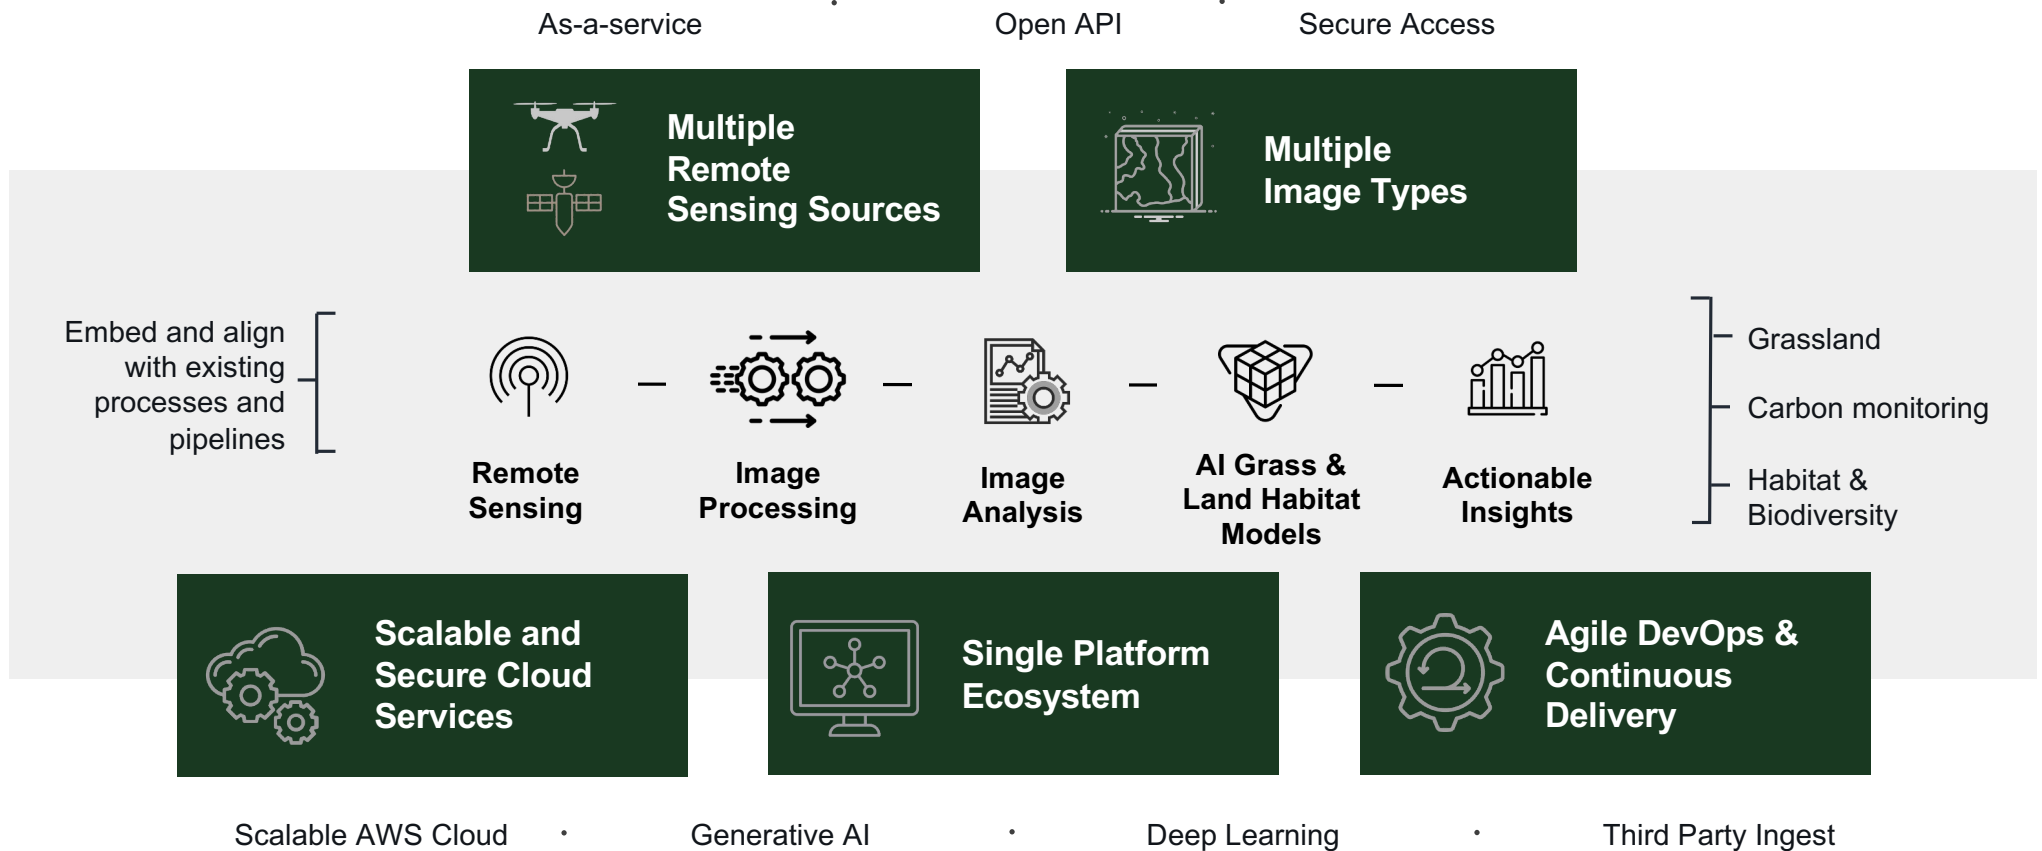 As-a-service
Open API
Secure Access
Multiple
Remote
Sensing Sources
Multiple
Image Types
Embed and align
with existing
processes and
pipelines
Remote
Sensing
Image
Processing
Image
Analysis
AI Grass &
Land Habitat
Models
Actionable
Insights
Grassland
Carbon monitoring
Habitat &
Biodiversity
Scalable and
Secure Cloud
Services
Single Platform
Ecosystem
Agile DevOps &
Continuous
Delivery
Scalable AWS Cloud
Generative AI
Deep Learning
Third Party Ingest